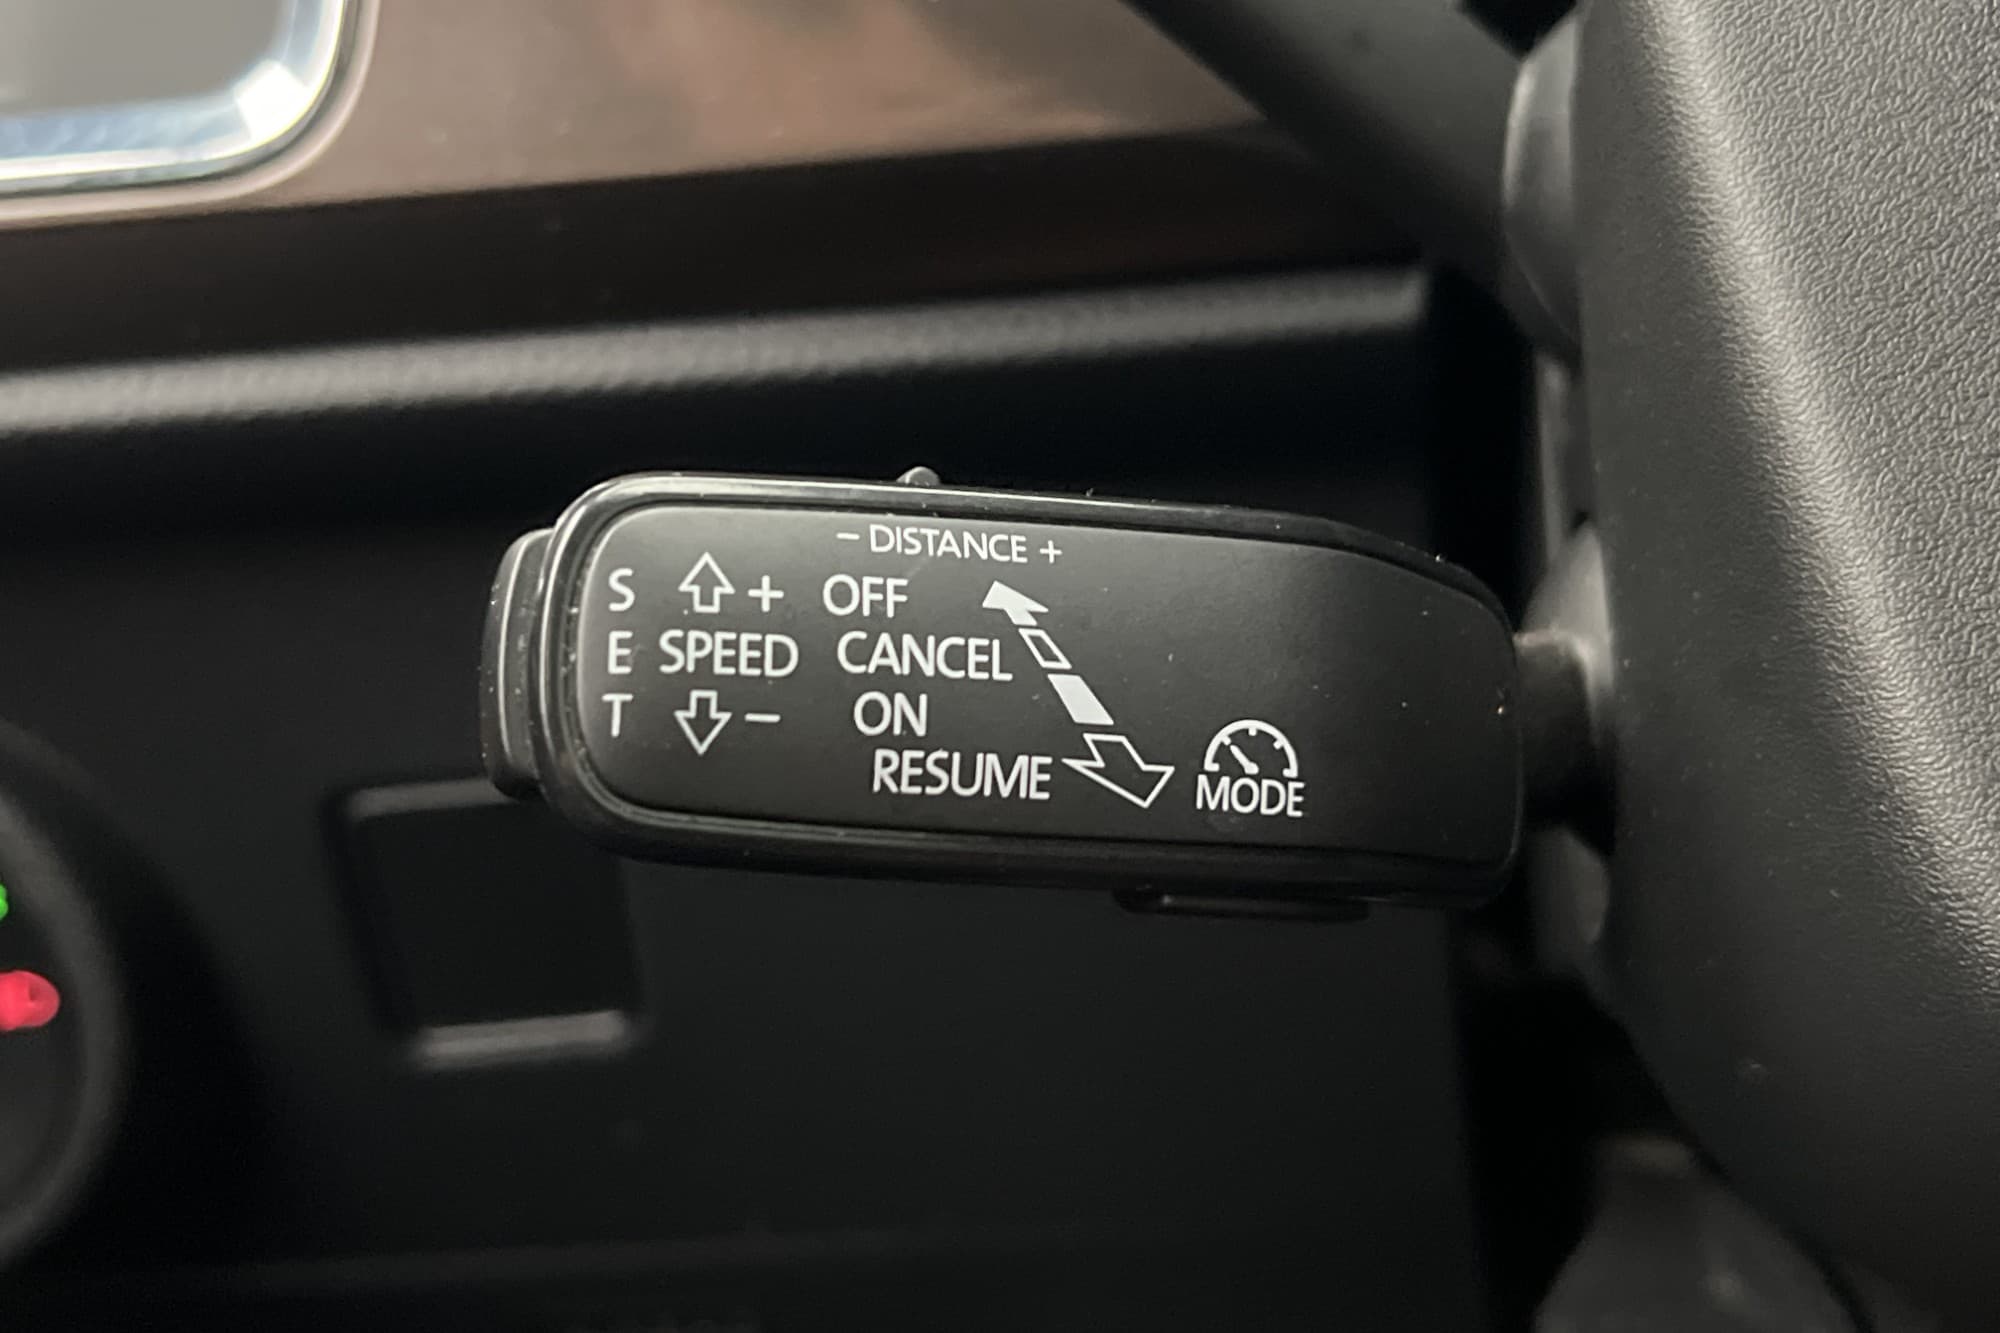 − DISTANCE +
S + OFF
E SPEED CANCEL
T − ON
RESUME
MODE